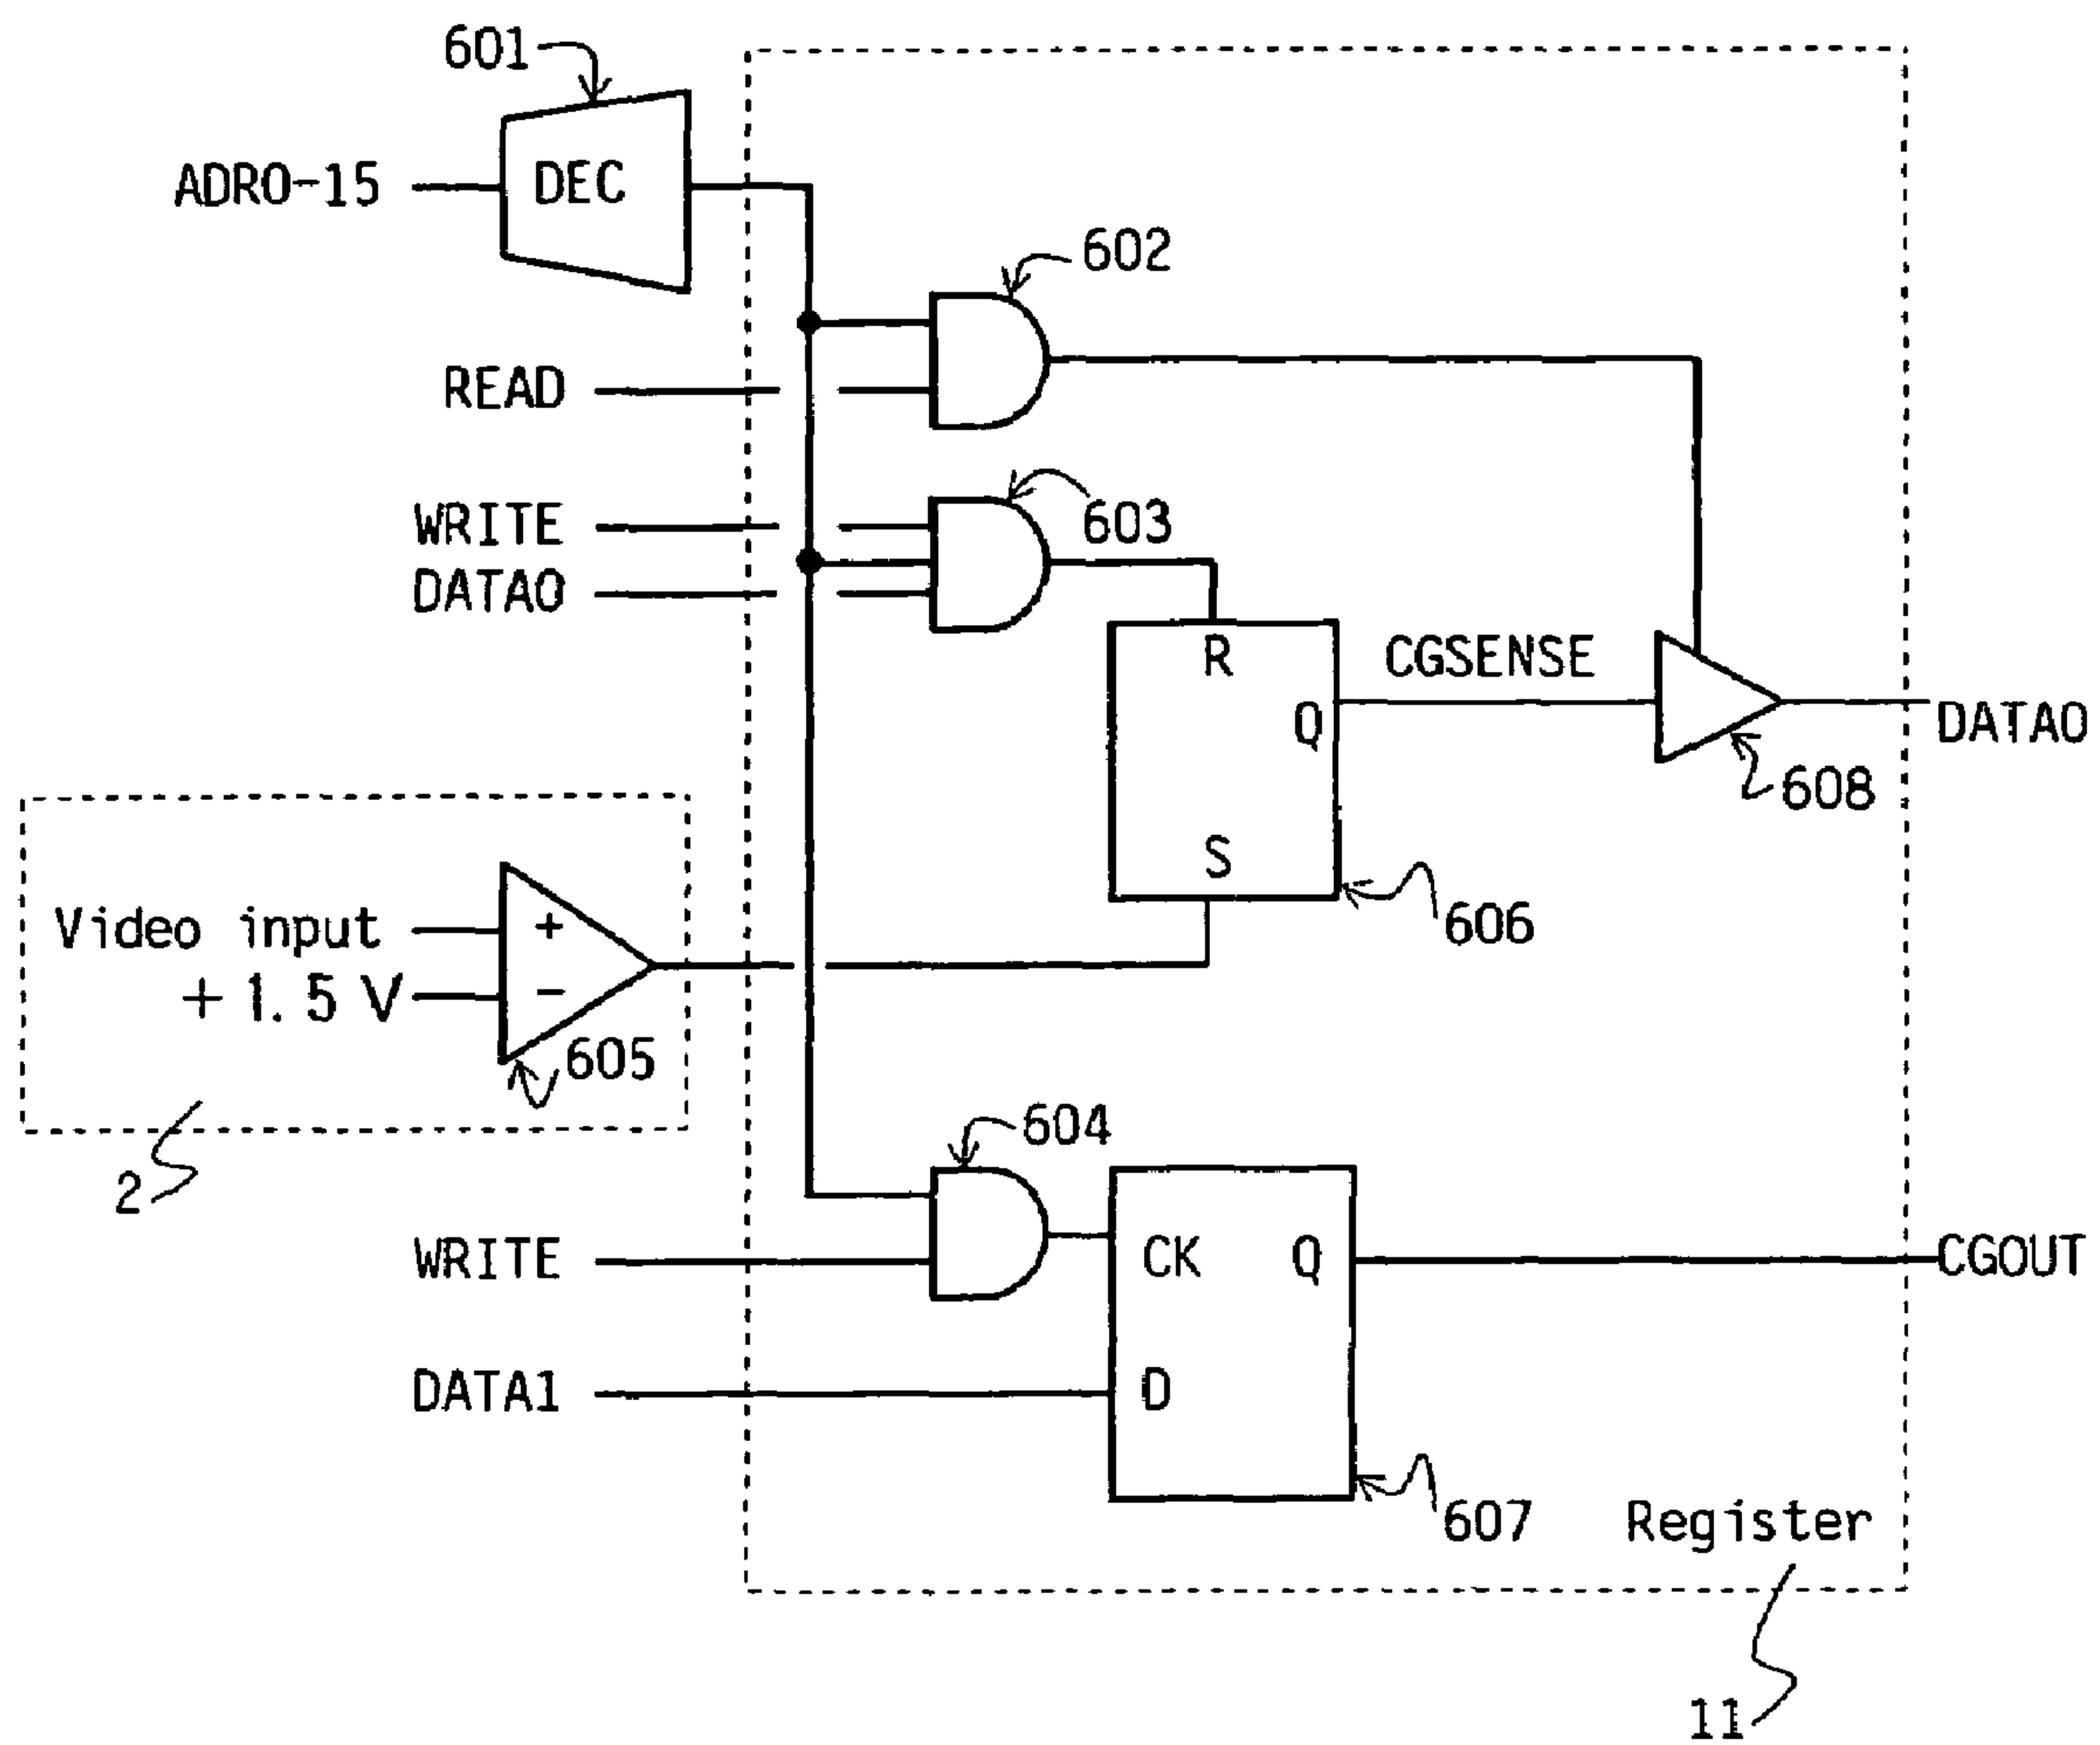 601
ADR0-15
DEC
602
READ
WRITE
603
DATA0
R
CGSENSE
Q
DATA0
608
S
606
Video input
+
+1.5 V
−
605
2
604
WRITE
CK
Q
CGOUT
DATA1
D
607
Register
11